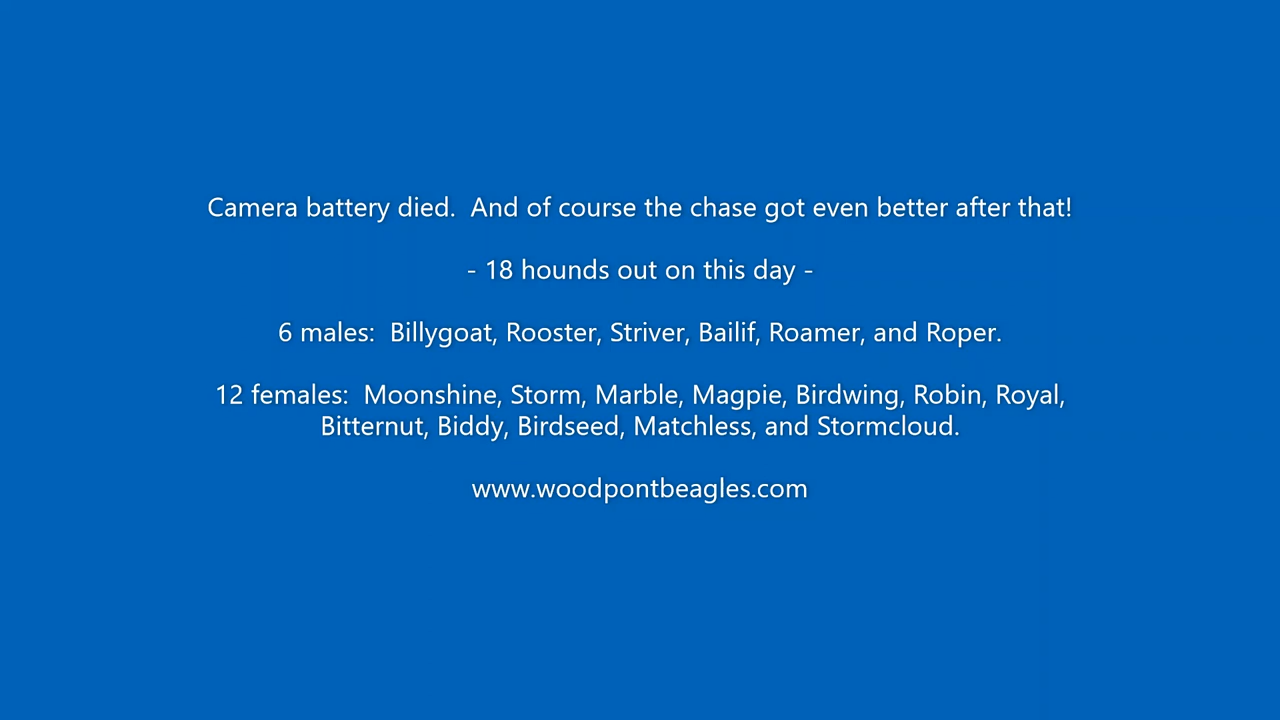 Camera battery died.  And of course the chase got even better after that!
- 18 hounds out on this day -
6 males:  Billygoat, Rooster, Striver, Bailif, Roamer, and Roper.
12 females:  Moonshine, Storm, Marble, Magpie, Birdwing, Robin, Royal,
Bitternut, Biddy, Birdseed, Matchless, and Stormcloud.
www.woodpontbeagles.com